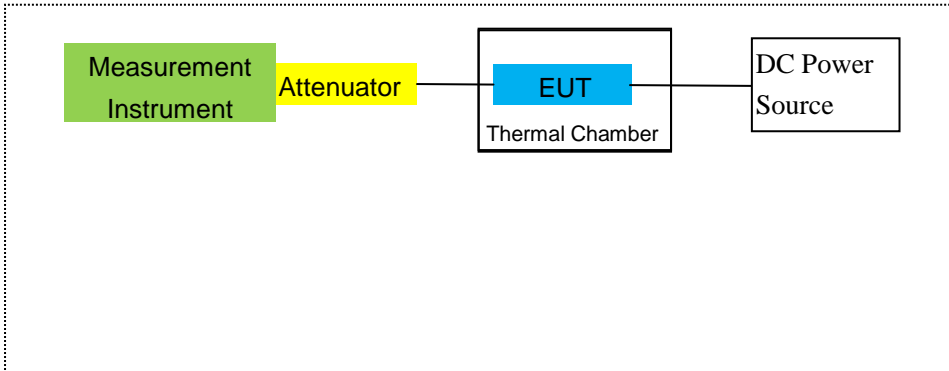 Measurement
Instrument
Attenuator
EUT
Thermal Chamber
DC Power
Source